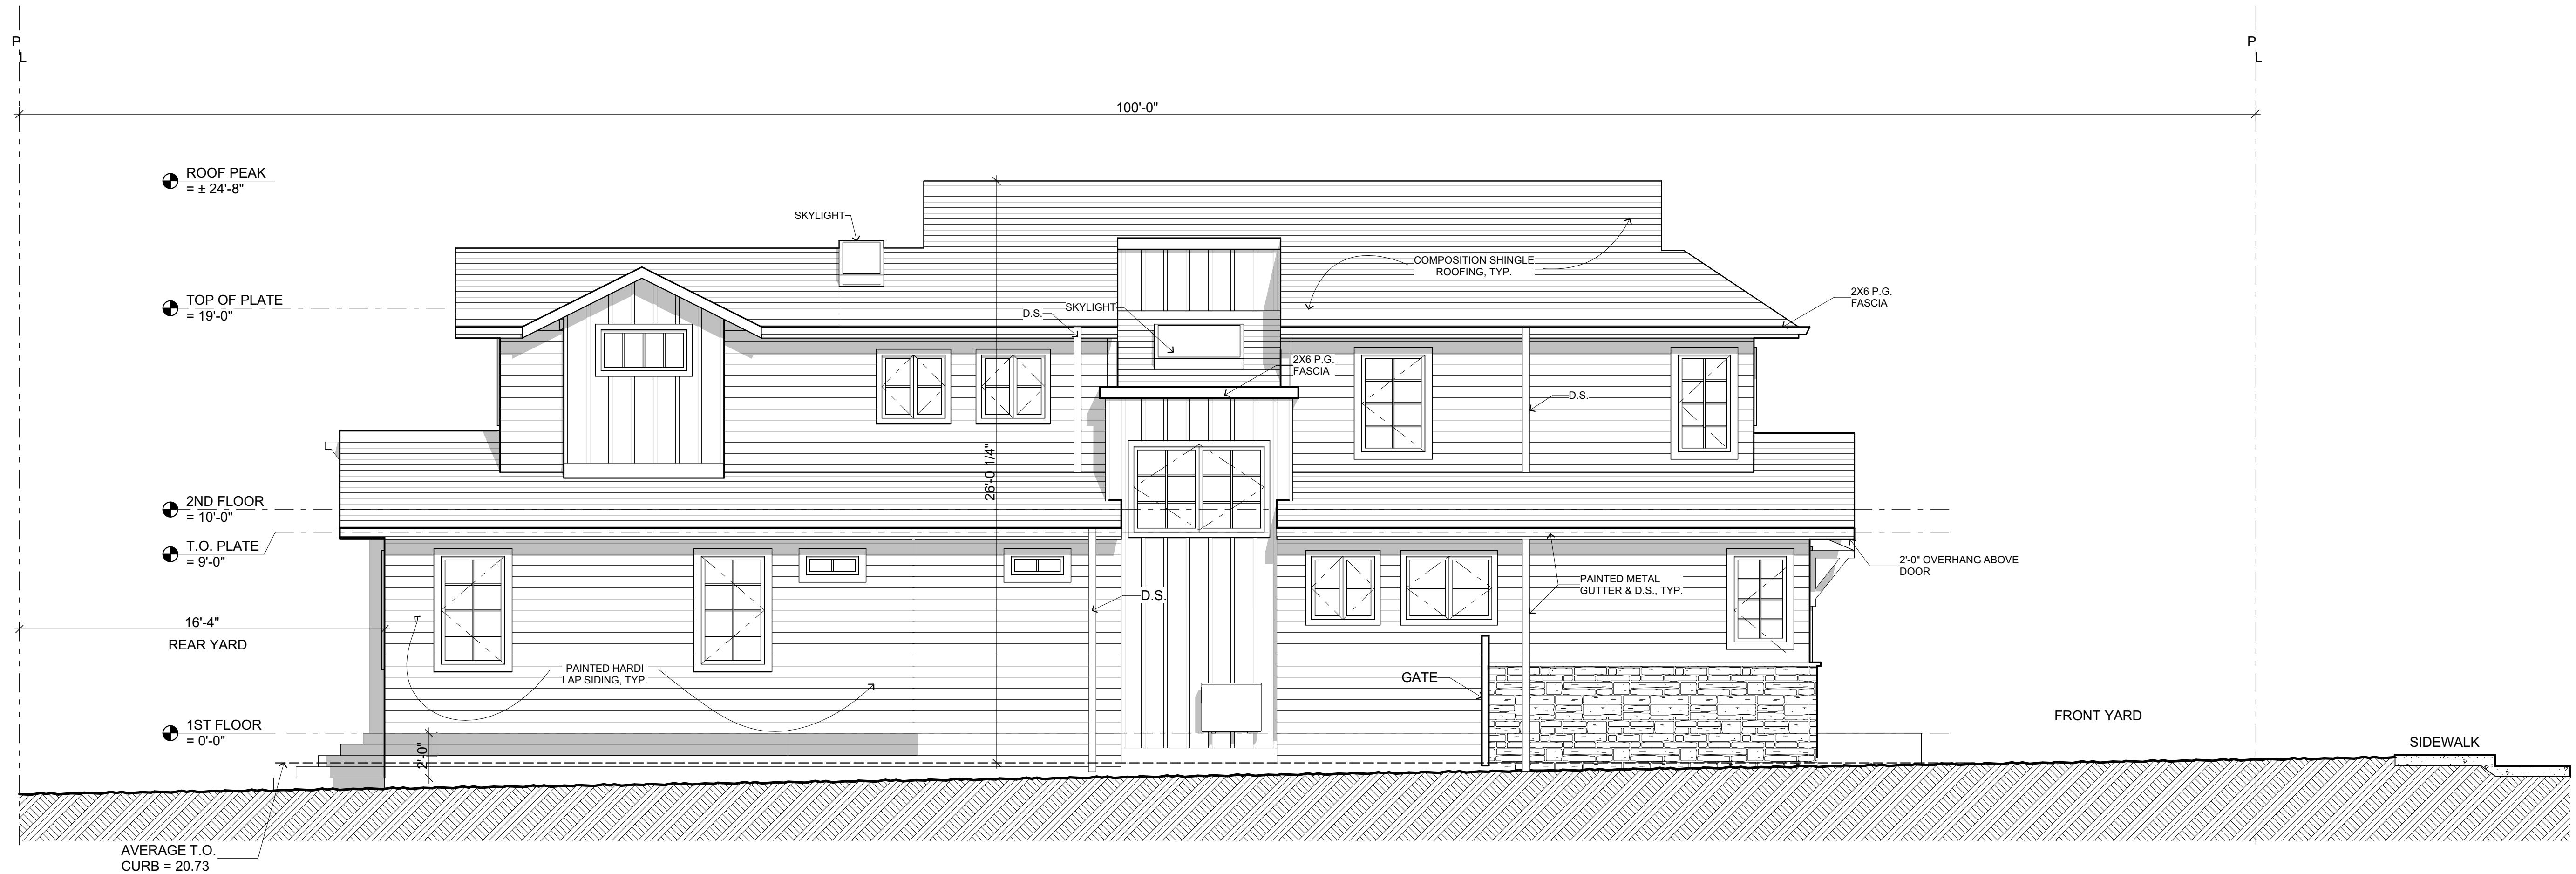 P
L
P
L
100'-0"
ROOF PEAK
= ± 24'-8"
SKYLIGHT
COMPOSITION SHINGLE
ROOFING, TYP.
TOP OF PLATE
= 19'-0"
2X6 P.G.
FASCIA
SKYLIGHT
D.S.
2X6 P.G.
FASCIA
D.S.
26'-0 1/4"
2ND FLOOR
= 10'-0"
T.O. PLATE
= 9'-0"
2'-0" OVERHANG ABOVE
DOOR
PAINTED METAL
GUTTER & D.S., TYP.
D.S.
16'-4"
REAR YARD
PAINTED HARDI
LAP SIDING, TYP.
GATE
1ST FLOOR
= 0'-0"
2'-0"
FRONT YARD
SIDEWALK
AVERAGE T.O.
CURB = 20.73